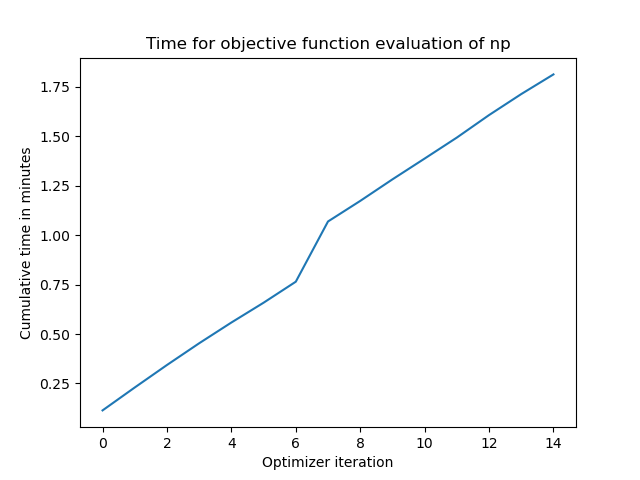 Time for objective function evaluation of np
Cumulative time in minutes
1.75
1.50
1.25
1.00
0.75
0.50
0.25
0 2 4 6 8 10 12 14
Optimizer iteration